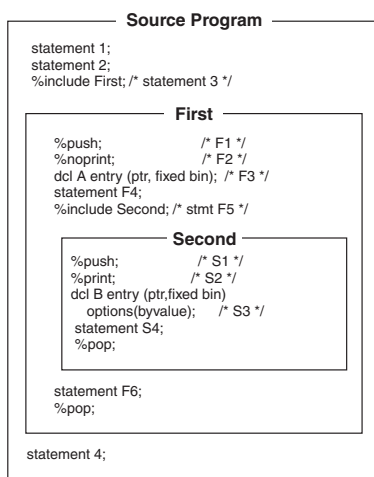 Source Program
statement 1;
statement 2;
%include First; /* statement 3 */
First
%push; /* F1 */
%noprint; /* F2 */
dcl A entry (ptr, fixed bin); /* F3 */
statement F4;
%include Second; /* stmt F5 */
Second
%push; /* S1 */
%print; /* S2 */
dcl B entry (ptr,fixed bin)
options(byvalue); /* S3 */
statement S4;
%pop;
statement F6;
%pop;
statement 4;